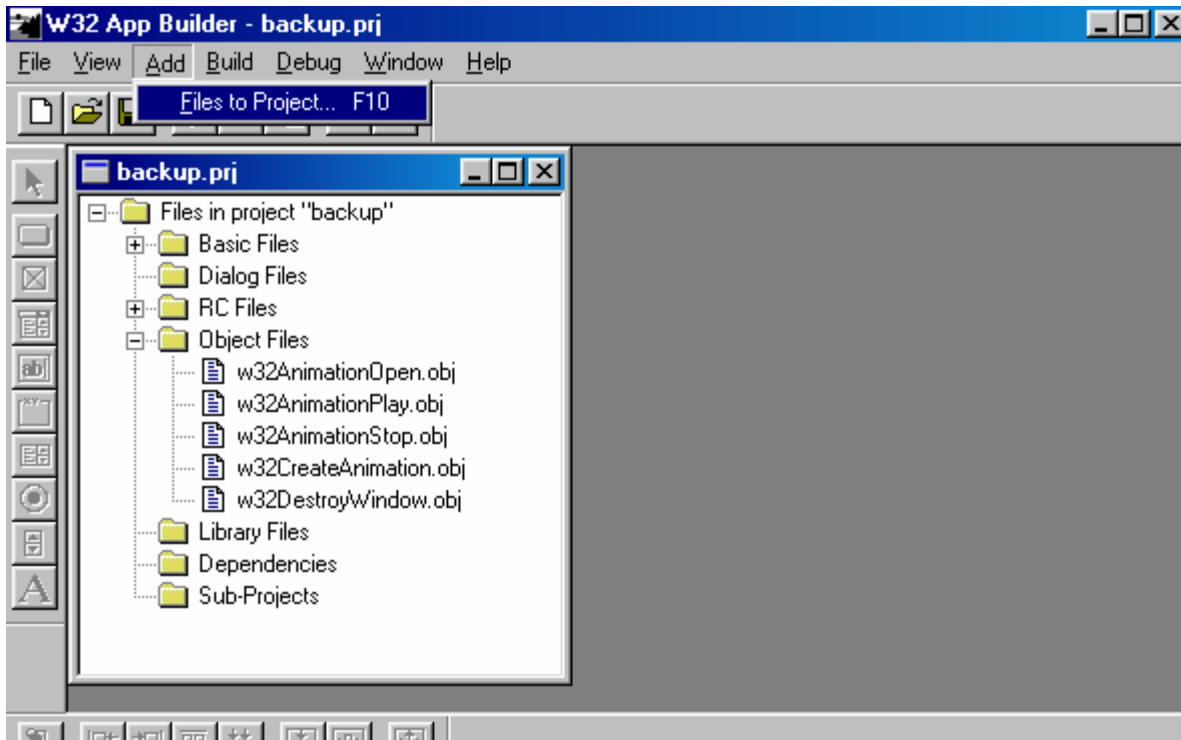 W32 App Builder - backup.prj
File View Add Build Debug Window Help
Files to Project... F10
backup.prj
Files in project "backup"
Basic Files
Dialog Files
RC Files
Object Files
w32AnimationOpen.obj
w32AnimationPlay.obj
w32AnimationStop.obj
w32CreateAnimation.obj
w32DestroyWindow.obj
Library Files
Dependencies
Sub-Projects
ab
XY
A